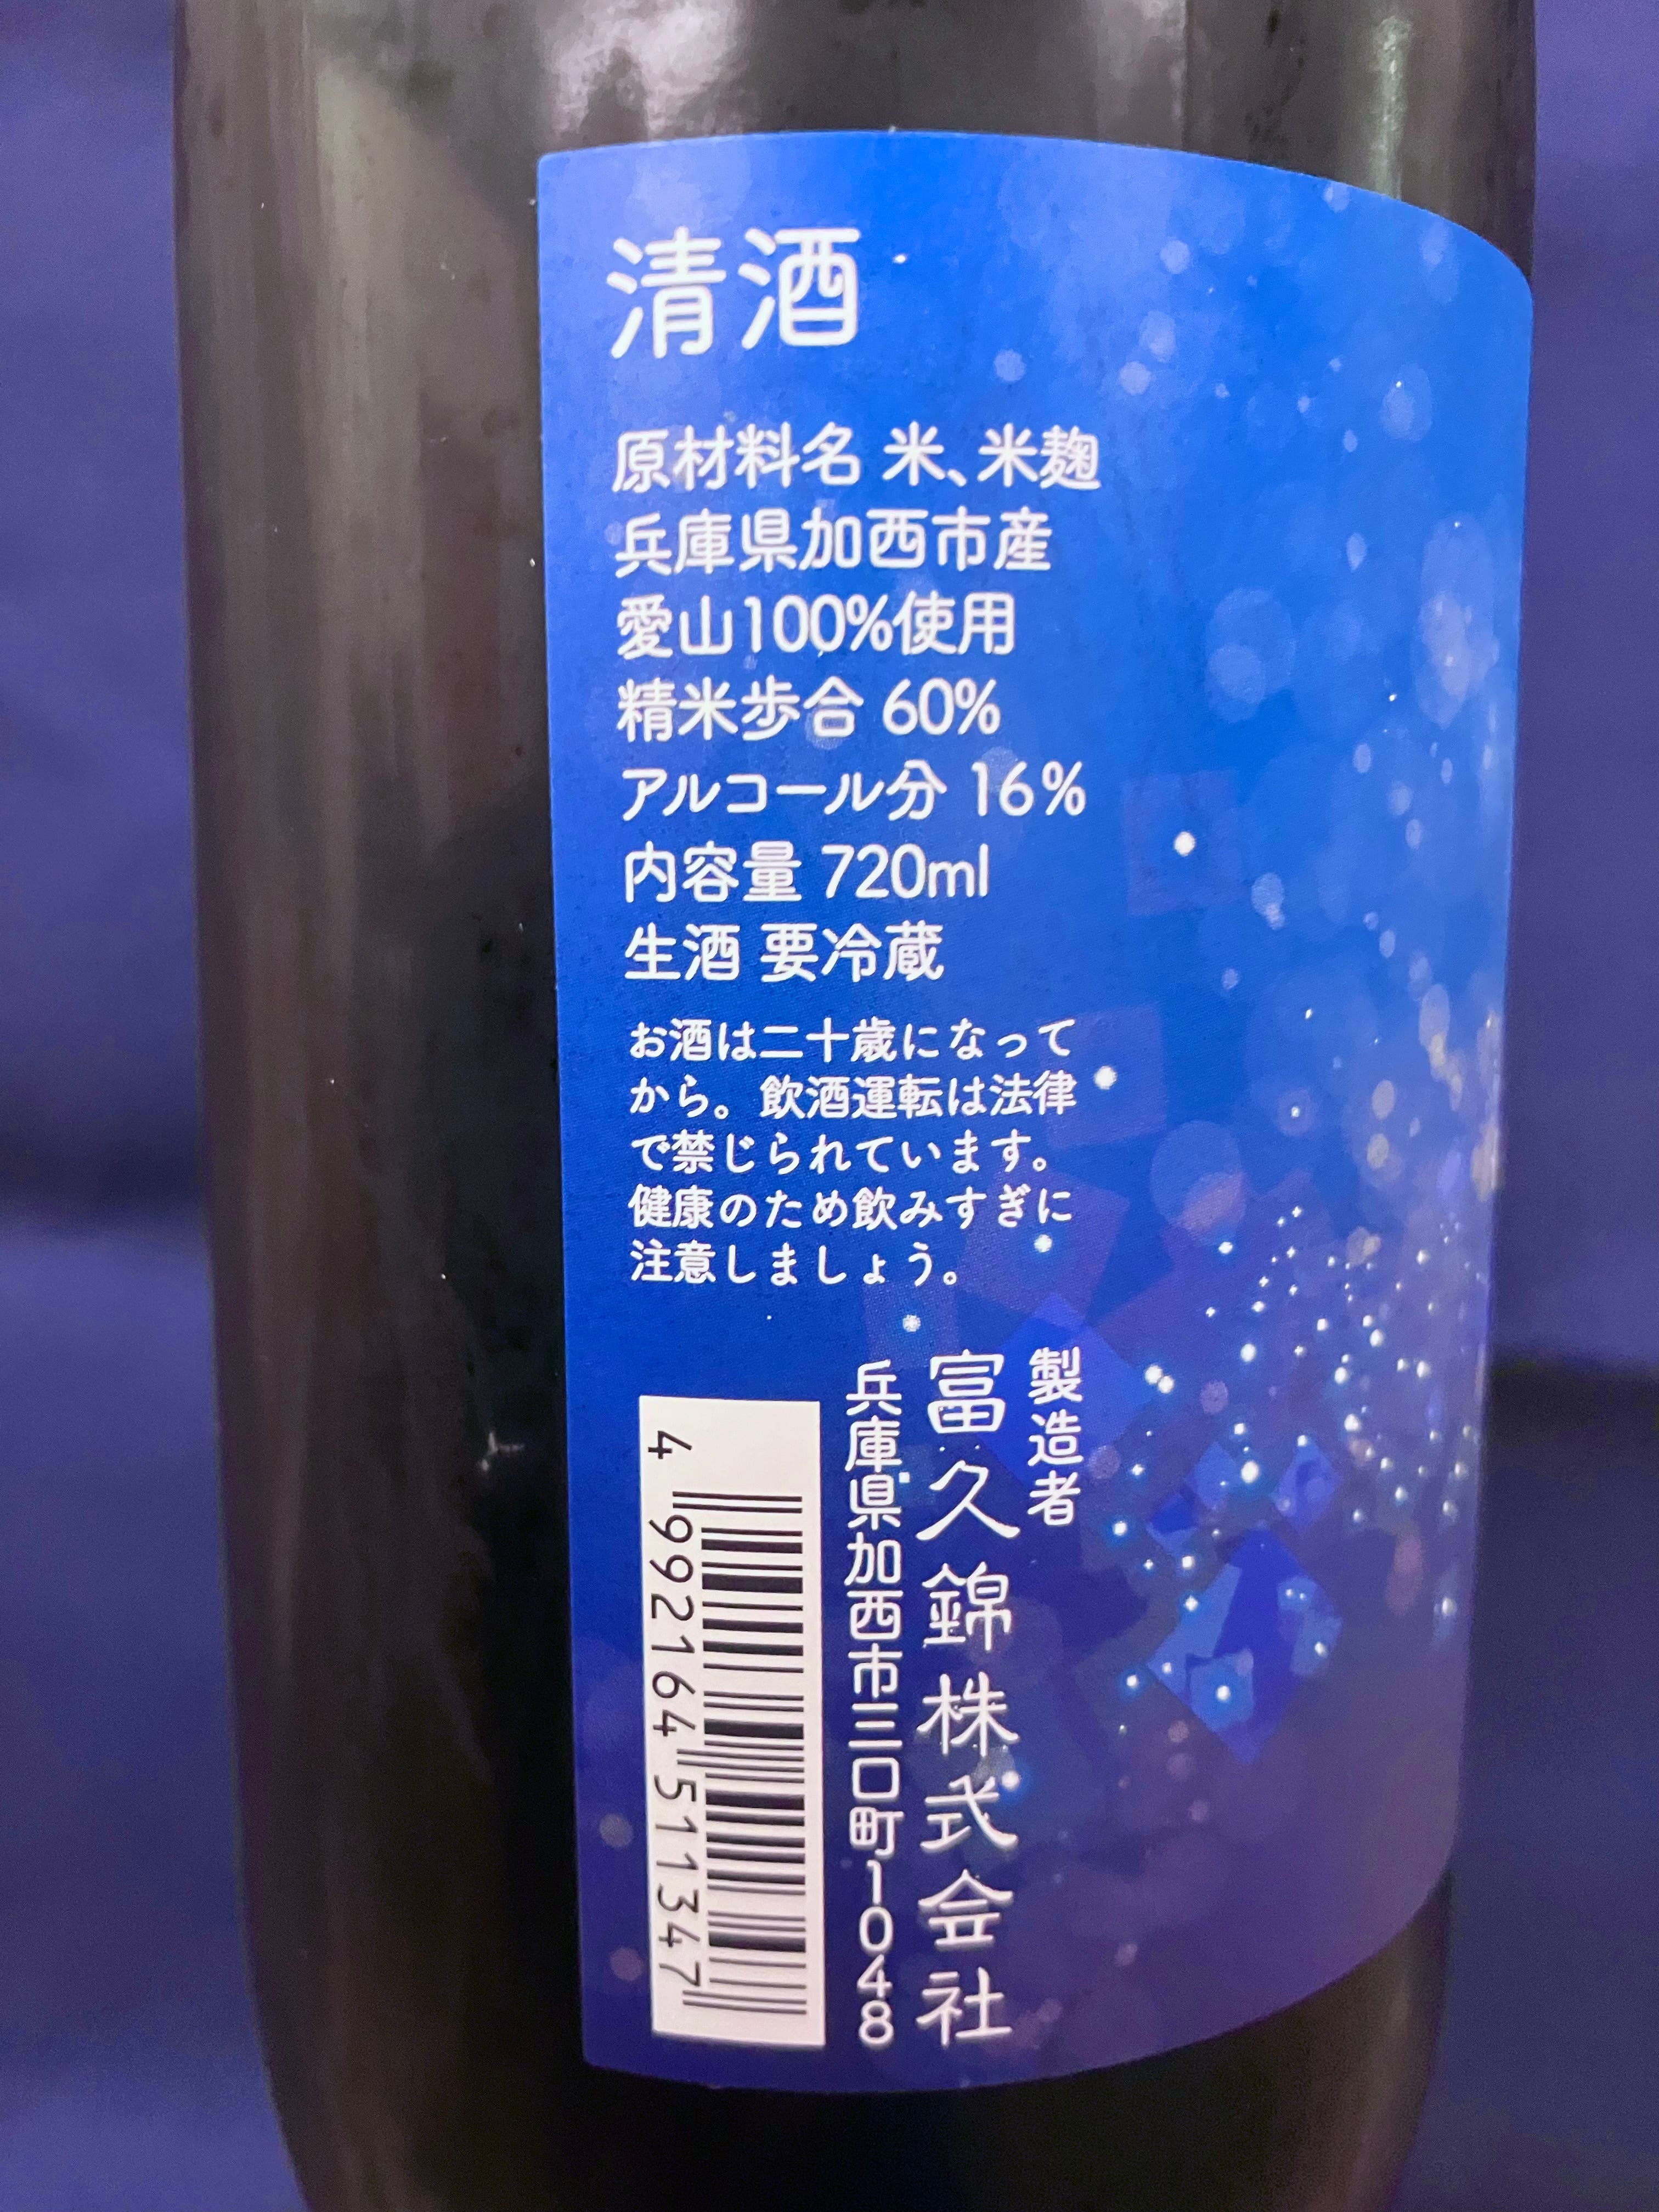 清酒
原材料名 米、米麹
兵庫県加西市産
愛山100%使用
精米歩合 60%
アルコール分 16%
内容量 720ml
生酒 要冷蔵
お酒は二十歳になって
から。飲酒運転は法律
で禁じられています。
健康のため飲みすぎに
注意しましょう。
製造者
富久錦株式会社
兵庫県加西市三口町1-048
4 992164 511347